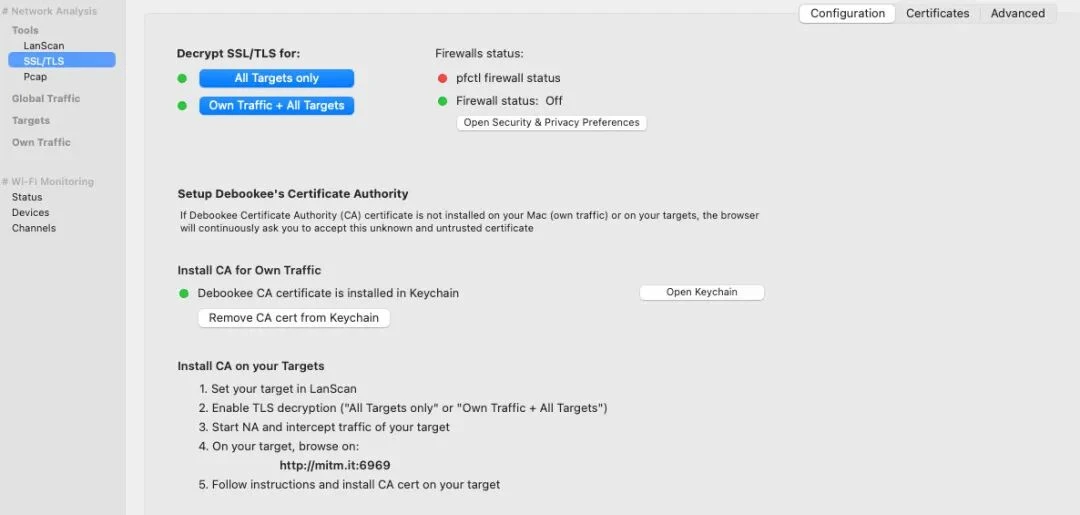 # Network Analysis
Tools
LanScan
SSL/TLS
Pcap
Global Traffic
Targets
Own Traffic
# Wi-Fi Monitoring
Status
Devices
Channels
Configuration
Certificates
Advanced
Decrypt SSL/TLS for:
All Targets only
Own Traffic + All Targets
Firewalls status:
pfctl firewall status
Firewall status: Off
Open Security & Privacy Preferences
Setup Debookee's Certificate Authority
If Debookee Certificate Authority (CA) certificate is not installed on your Mac (own traffic) or on your targets, the browser
will continuously ask you to accept this unknown and untrusted certificate
Install CA for Own Traffic
Debookee CA certificate is installed in Keychain
Open Keychain
Remove CA cert from Keychain
Install CA on your Targets
1. Set your target in LanScan
2. Enable TLS decryption ("All Targets only" or "Own Traffic + All Targets")
3. Start NA and intercept traffic of your target
4. On your target, browse on:
http://mitm.it:6969
5. Follow instructions and install CA cert on your target